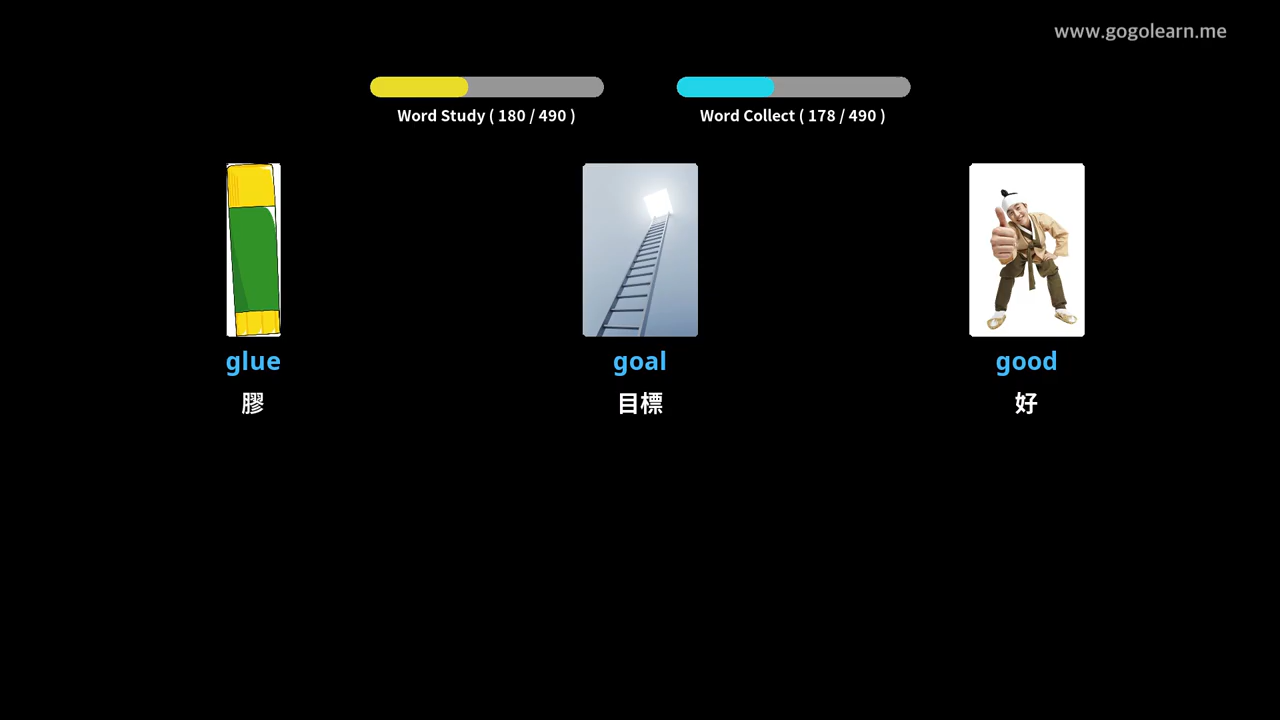 www.gogolearn.me
Word Study ( 180 / 490 )
Word Collect ( 178 / 490 )
glue
goal
good
膠
目標
好